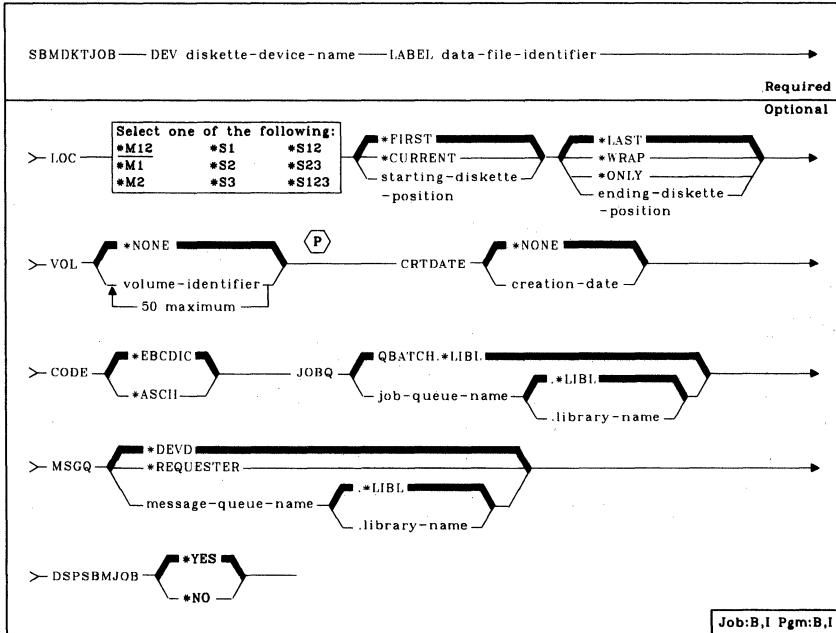 SBMDKTJOB DEV diskette-device-name LABEL data-file-identifier
Required
Optional
Select one of the following:
*M12 *S1 *S12
*M1 *S2 *S23
*M2 *S3 *S123
LOC
*FIRST
*CURRENT
starting-diskette
-position
*LAST
*WRAP
*ONLY
ending-diskette
-position
VOL
*NONE
volume-identifier
50 maximum
P
CRTDATE
*NONE
creation-date
CODE
*EBCDIC
*ASCII
JOBQ
QBATCH.*LIBL
job-queue-name
.*LIBL
.library-name
MSGQ
*DEVD
*REQUESTER
message-queue-name
.*LIBL
.library-name
DSPSBMJOB
*YES
*NO
Job:B,I Pgm:B,I